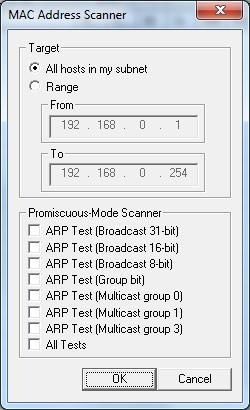 MAC Address Scanner
Target
All hosts in my subnet
Range
From
192 . 168 . 0 . 1
To
192 . 168 . 0 . 254
Promiscuous-Mode Scanner
ARP Test (Broadcast 31-bit)
ARP Test (Broadcast 16-bit)
ARP Test (Broadcast 8-bit)
ARP Test (Group bit)
ARP Test (Multicast group 0)
ARP Test (Multicast group 1)
ARP Test (Multicast group 3)
All Tests
OK Cancel